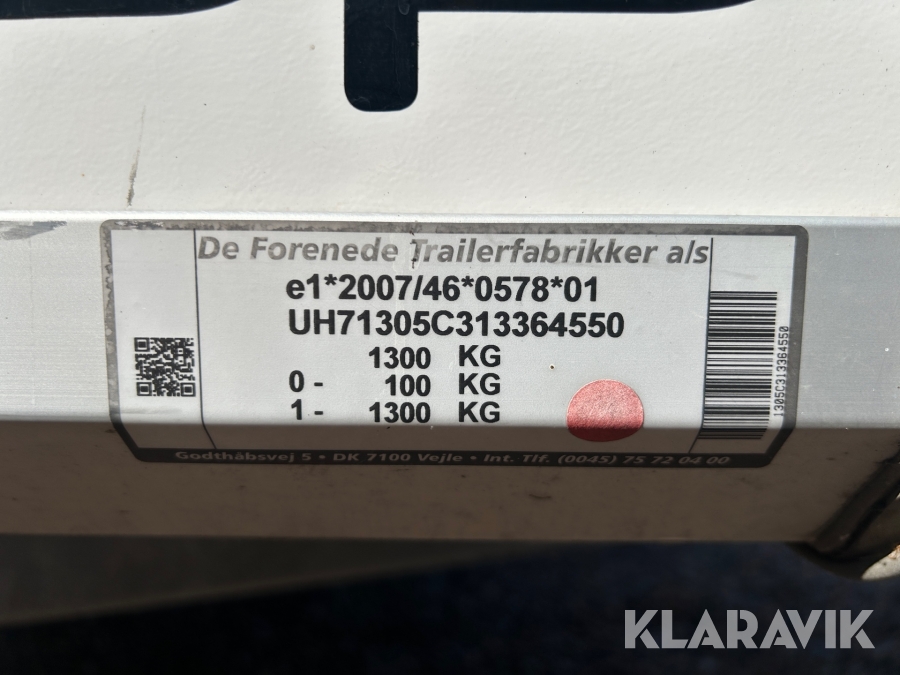 De Forenede Trailerfabrikker a/s
e1*2007/46*0578*01
UH71305C313364550
1300 KG
0 - 100 KG
1 - 1300 KG
1305C313364550
Godthåbsvej 5 • DK 7100 Vejle • Int. Tlf. (0045) 75 72 04 00
KLARAVIK